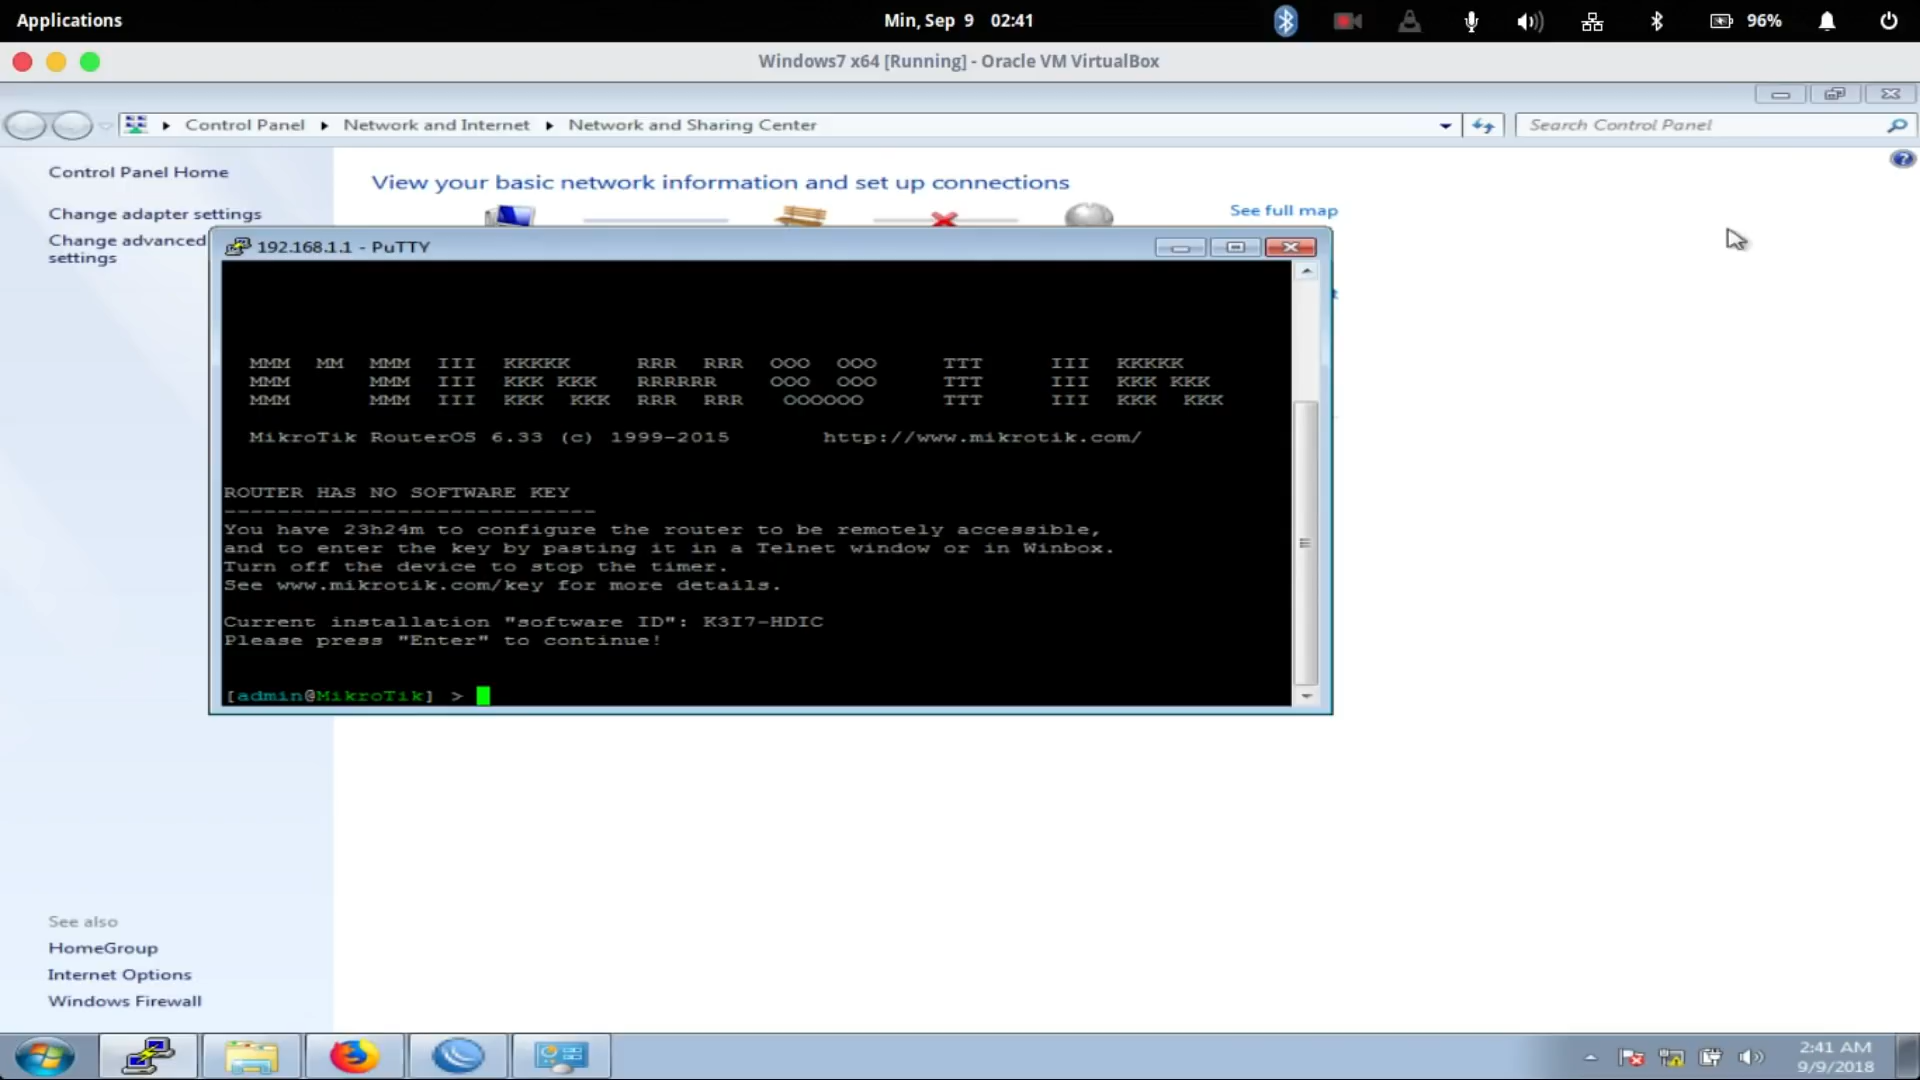 Applications
Min, Sep 9 02:41
96%
Windows7 x64 [Running] - Oracle VM VirtualBox
Control Panel
Network and Internet
Network and Sharing Center
Search Control Panel
Control Panel Home
Change adapter settings
Change advanced
settings
View your basic network information and set up connections
See full map
192.168.1.1 - PuTTY
MMM MM MMM III KKKKK RRR RRR OOO OOO TTT III KKKKK
MMM MMM III KKK KKK RRRRRR OOO OOO TTT III KKK KKK
MMM MMM III KKK KKK RRR RRR OOOOOO TTT III KKK KKK
MikroTik RouterOS 6.33 (c) 1999-2015 http://www.mikrotik.com/
ROUTER HAS NO SOFTWARE KEY
----------------------------
You have 23h24m to configure the router to be remotely accessible,
and to enter the key by pasting it in a Telnet window or in Winbox.
Turn off the device to stop the timer.
See www.mikrotik.com/key for more details.
Current installation "software ID": K3I7-HDIC
Please press "Enter" to continue!
[admin@MikroTik] >
See also
HomeGroup
Internet Options
Windows Firewall
2:41 AM
9/9/2018